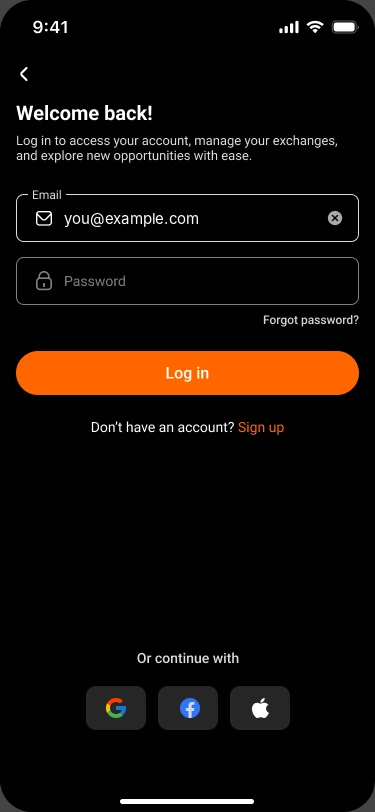 9:41
Welcome back!
Log in to access your account, manage your exchanges,
and explore new opportunities with ease.
Email
you@example.com
Password
Forgot password?
Log in
Don't have an account? Sign up
Or continue with